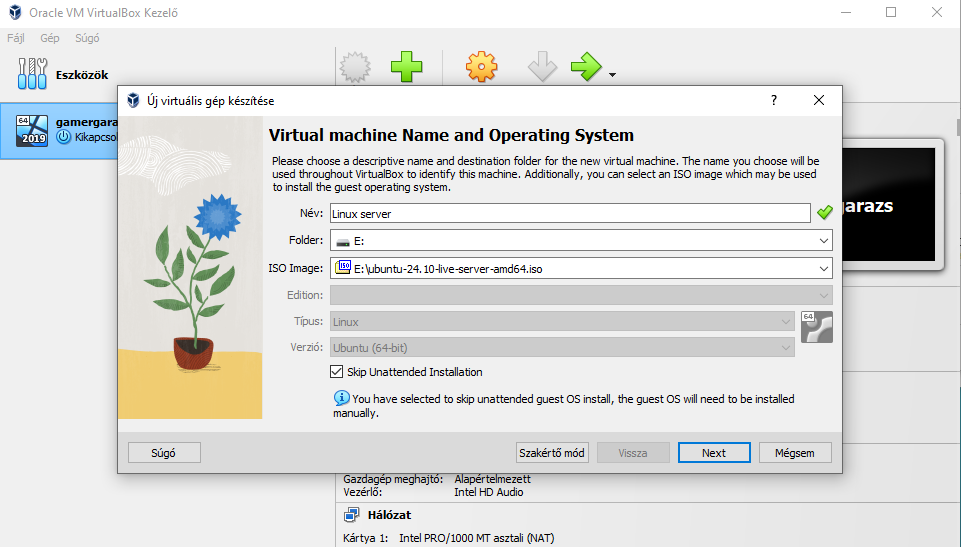 Oracle VM VirtualBox Kezelő
Fájl Gép Súgó
Eszközök
64
2019
gamergara
Kikapcsol
Új virtuális gép készítése
?
Virtual machine Name and Operating System
Please choose a descriptive name and destination folder for the new virtual machine. The name you choose will be
used throughout VirtualBox to identify this machine. Additionally, you can select an ISO image which may be used
to install the guest operating system.
Név: Linux server
Folder: E:
ISO Image: ISO E:\ubuntu-24.10-live-server-amd64.iso
Edition:
Típus: Linux
64
Verzió: Ubuntu (64-bit)
Skip Unattended Installation
You have selected to skip unattended guest OS install, the guest OS will need to be installed
manually.
Súgó Szakértő mód Vissza Next Mégsem
garazs
Gazdagép meghajtó: Alapértelmezett
Vezérlő: Intel HD Audio
Hálózat
Kártya 1: Intel PRO/1000 MT asztali (NAT)